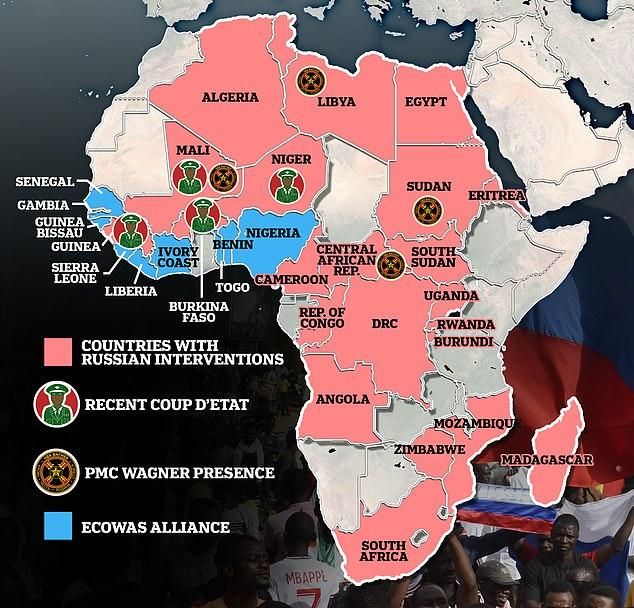 ALGERIA
LIBYA
EGYPT
MALI
NIGER
SENEGAL
SUDAN
ERITREA
GAMBIA
GUINEA
BISSAU
GUINEA
NIGERIA
BENIN
IVORY
COAST
CENTRAL
AFRICAN
REP.
SOUTH
SUDAN
SIERRA
LEONE
LIBERIA
TOGO
CAMEROON
BURKINA
FASO
UGANDA
REP. OF
CONGO
DRC
RWANDA
BURUNDI
COUNTRIES WITH
RUSSIAN INTERVENTIONS
ANGOLA
RECENT COUP D'ETAT
MOZAMBIQUE
ZIMBABWE
MADAGASCAR
PMC WAGNER PRESENCE
ECOWAS ALLIANCE
SOUTH
AFRICA
MBAPPE
7